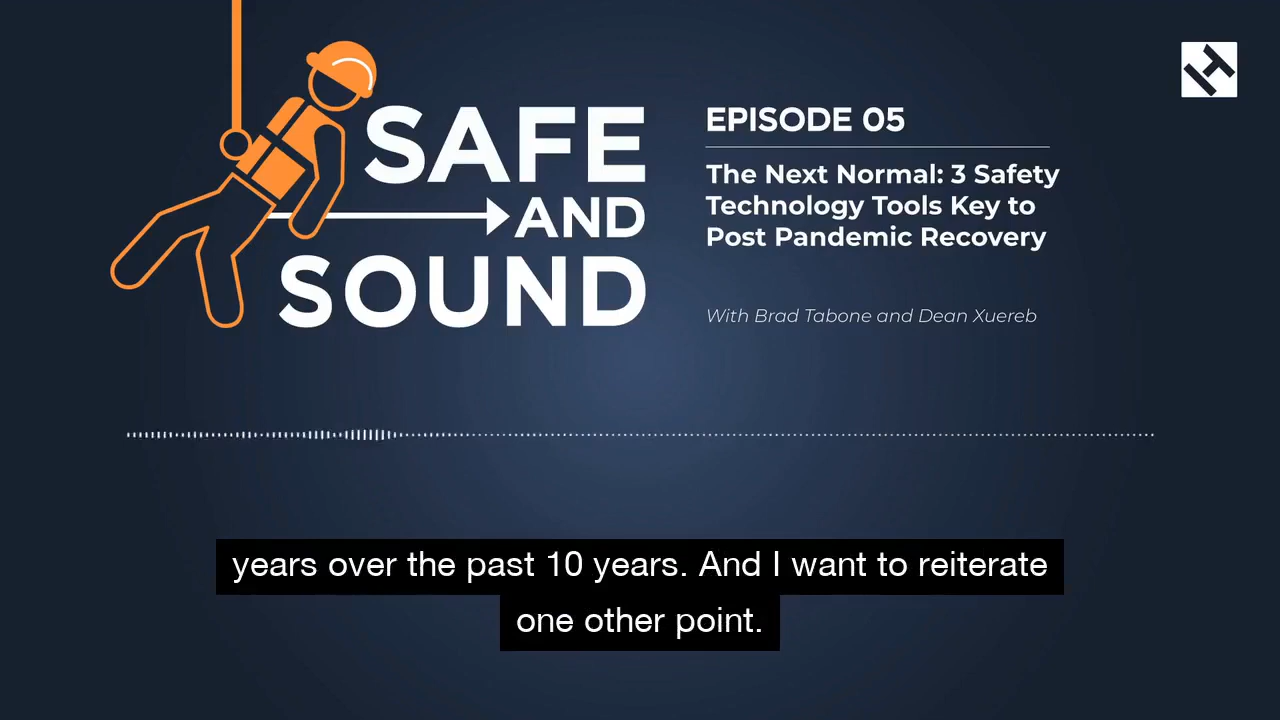 SAFE
AND
SOUND
EPISODE 05
The Next Normal: 3 Safety
Technology Tools Key to
Post Pandemic Recovery
With Brad Tabone and Dean Xuereb
years over the past 10 years. And I want to reiterate
one other point.